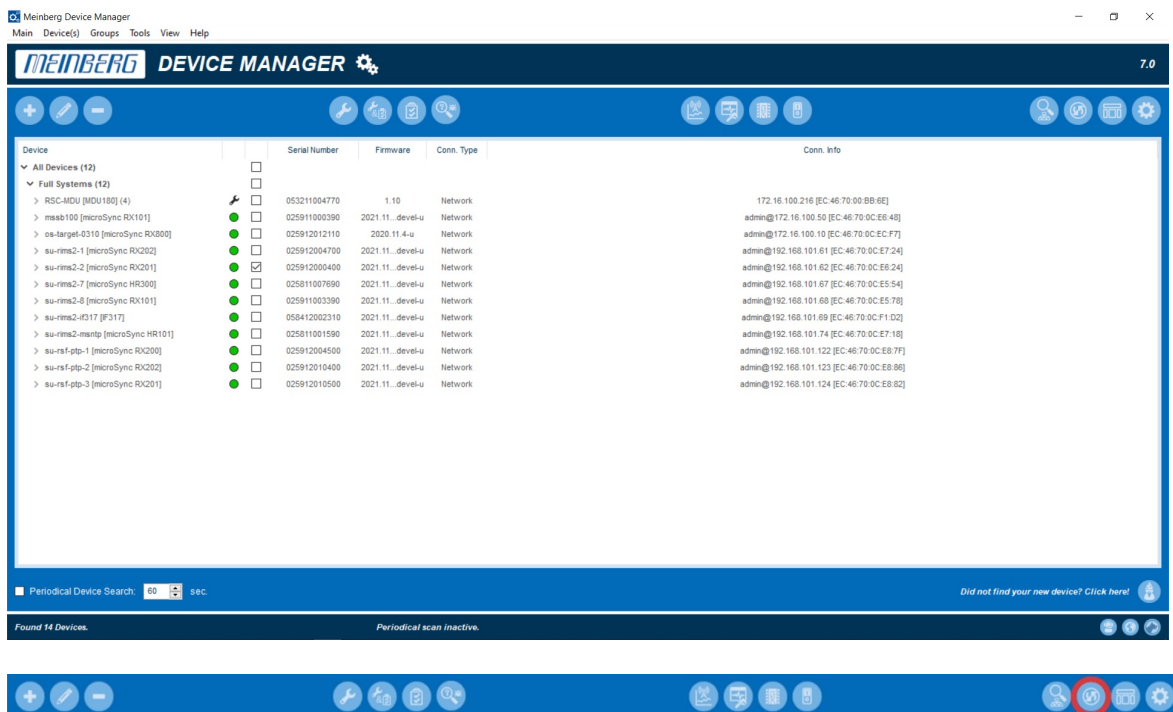 Meinberg Device Manager
Main Device(s) Groups Tools View Help
MEINBERG DEVICE MANAGER 7.0
Device Serial Number Firmware Conn. Type Conn. Info
All Devices (12)
Full Systems (12)
RSC-MDU [MDU180] (4) 053211004770 1.10 Network 172.16.100.216 [EC:46:70:00:BB:6E]
mssb100 [microSync RX101] 025911000390 2021.11...devel-u Network admin@172.16.100.50 [EC:46:70:0C:E6:48]
os-target-0310 [microSync RX800] 025912012110 2020.11.4-u Network admin@172.16.100.10 [EC:46:70:0C:EC:F7]
su-rims2-1 [microSync RX202] 025912004700 2021.11...devel-u Network admin@192.168.101.61 [EC:46:70:0C:E7:24]
su-rims2-2 [microSync RX201] 025912000400 2021.11...devel-u Network admin@192.168.101.62 [EC:46:70:0C:E6:24]
su-rims2-7 [microSync HR300] 025811007690 2021.11...devel-u Network admin@192.168.101.67 [EC:46:70:0C:E5:54]
su-rims2-8 [microSync RX101] 025911003390 2021.11...devel-u Network admin@192.168.101.68 [EC:46:70:0C:E5:78]
su-rims2-if317 [IF317] 058412002310 2021.11...devel-u Network admin@192.168.101.69 [EC:46:70:0C:F1:D2]
su-rims2-msntp [microSync HR101] 025811001590 2021.11...devel-u Network admin@192.168.101.74 [EC:46:70:0C:E7:18]
su-rsf-ptp-1 [microSync RX200] 025912004500 2021.11...devel-u Network admin@192.168.101.122 [EC:46:70:0C:E8:7F]
su-rsf-ptp-2 [microSync RX202] 025912010400 2021.11...devel-u Network admin@192.168.101.123 [EC:46:70:0C:E8:86]
su-rsf-ptp-3 [microSync RX201] 025912010500 2021.11...devel-u Network admin@192.168.101.124 [EC:46:70:0C:E8:82]
Periodical Device Search: 60 sec. Did not find your new device? Click here!
Found 14 Devices. Periodical scan inactive.